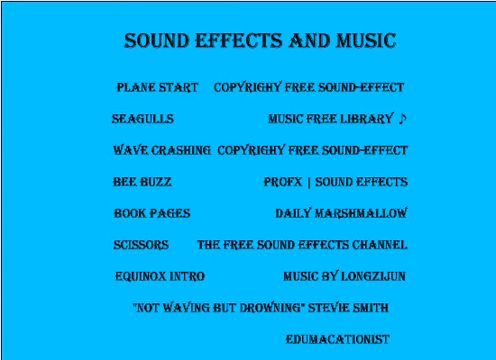 SOUND EFFECTS AND MUSIC
PLANE START COPYRIGHY FREE SOUND-EFFECT
SEAGULLS MUSIC FREE LIBRARY ♪
WAVE CRASHING COPYRIGHY FREE SOUND-EFFECT
BEE BUZZ PROFX | SOUND EFFECTS
BOOK PAGES DAILY MARSHMALLOW
SCISSORS THE FREE SOUND EFFECTS CHANNEL
EQUINOX INTRO MUSIC BY LONGZIJUN
"NOT WAVING BUT DROWNING" STEVIE SMITH
EDUMACATIONIST